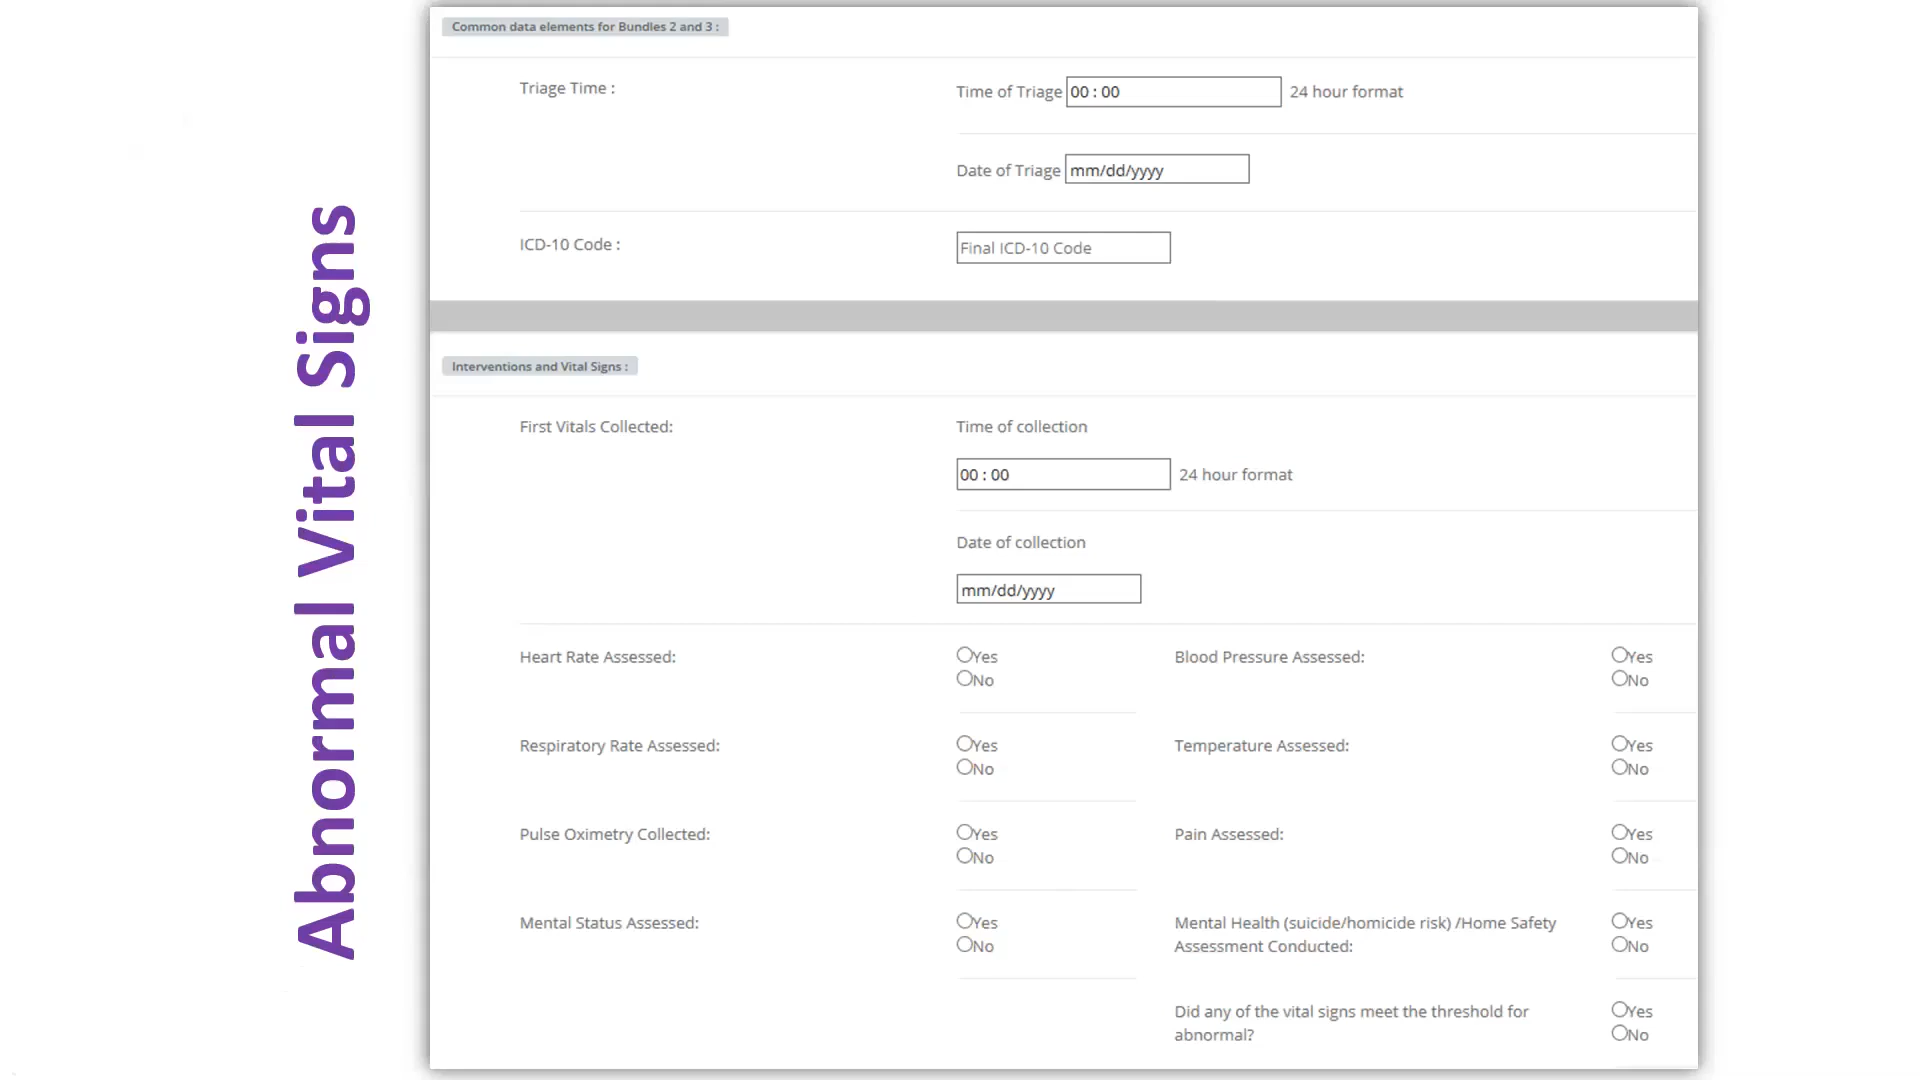 Abnormal Vital Signs
Common data elements for Bundles 2 and 3 :
Triage Time :
Time of Triage 00 : 00 24 hour format
Date of Triage mm/dd/yyyy
ICD-10 Code :
Final ICD-10 Code
Interventions and Vital Signs :
First Vitals Collected:
Time of collection
00 : 00 24 hour format
Date of collection
mm/dd/yyyy
Heart Rate Assessed:
Yes
No
Blood Pressure Assessed:
Yes
No
Respiratory Rate Assessed:
Yes
No
Temperature Assessed:
Yes
No
Pulse Oximetry Collected:
Yes
No
Pain Assessed:
Yes
No
Mental Status Assessed:
Yes
No
Mental Health (suicide/homicide risk) /Home Safety
Assessment Conducted:
Yes
No
Did any of the vital signs meet the threshold for
abnormal?
Yes
No